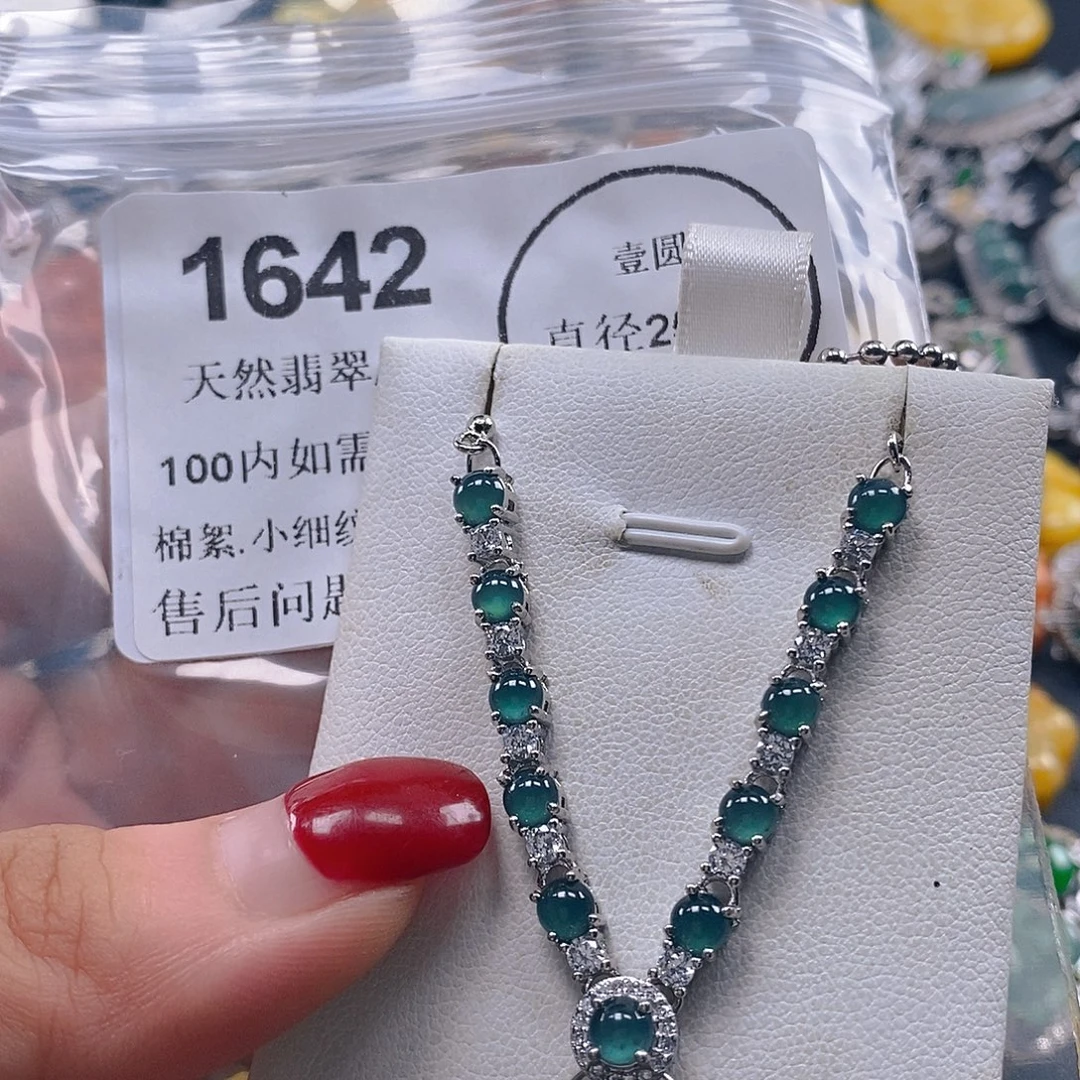 1642
壹圆
直径2
天然翡翠
100内如需
棉絮.小细纹
售后问题